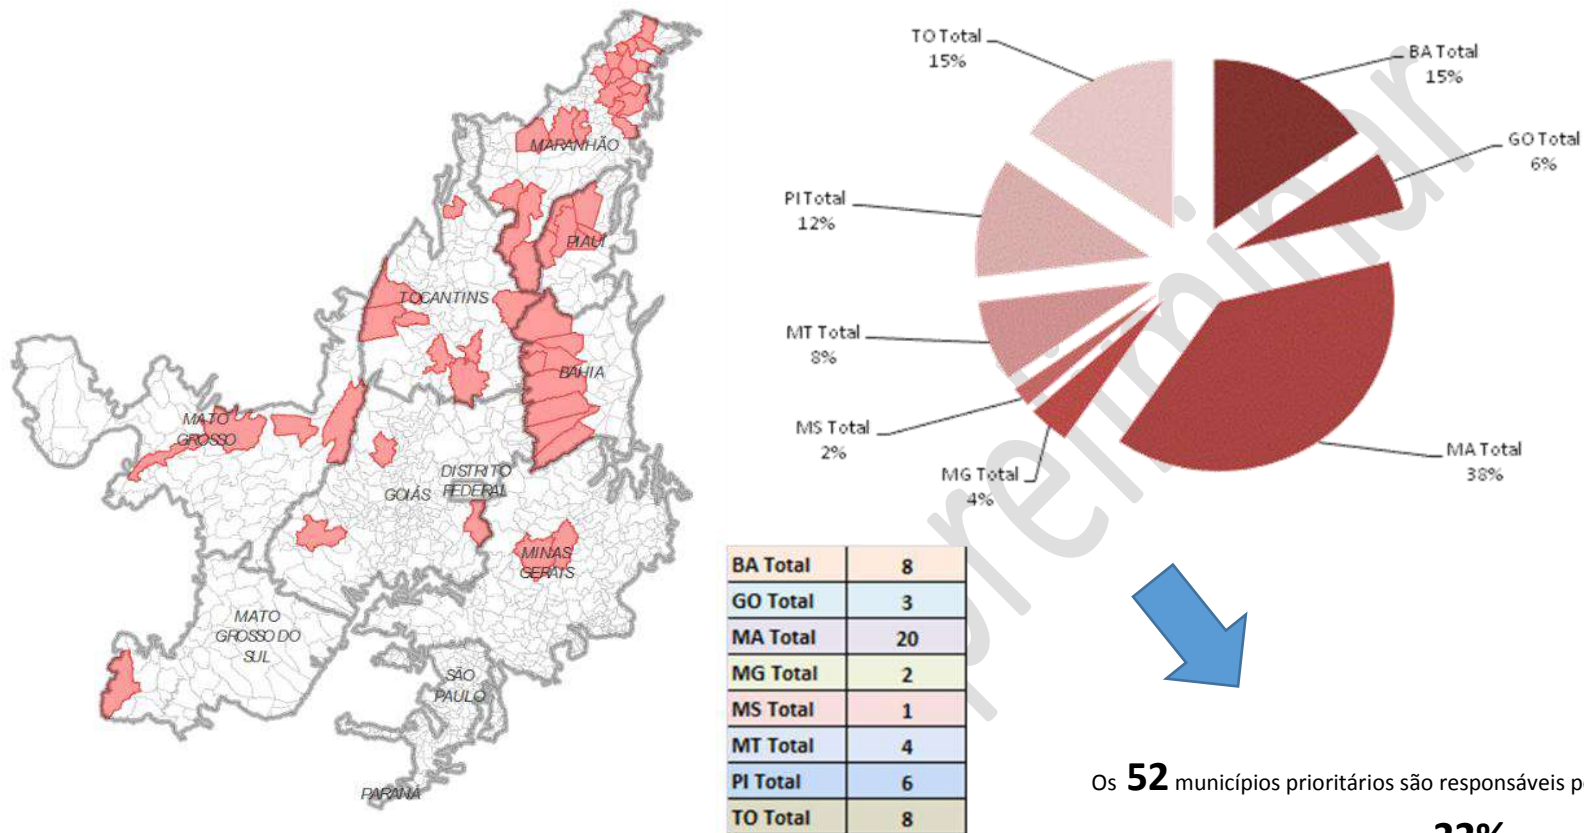 MARANHÃO
PIAUÍ
TOCANTINS
BAHIA
MATO
GROSSO
DISTRITO
FEDERAL
GOIÁS
MINAS
GERAIS
MATO
GROSSO DO
SUL
SÃO
PAULO
PARANÁ
TO Total
15%
BA Total
15%
GO Total
6%
PI Total
12%
MT Total
8%
MS Total
2%
MG Total
4%
MA Total
38%
preliminar
BA Total 8
GO Total 3
MA Total 20
MG Total 2
MS Total 1
MT Total 4
PI Total 6
TO Total 8
Os 52 municípios prioritários são responsáveis